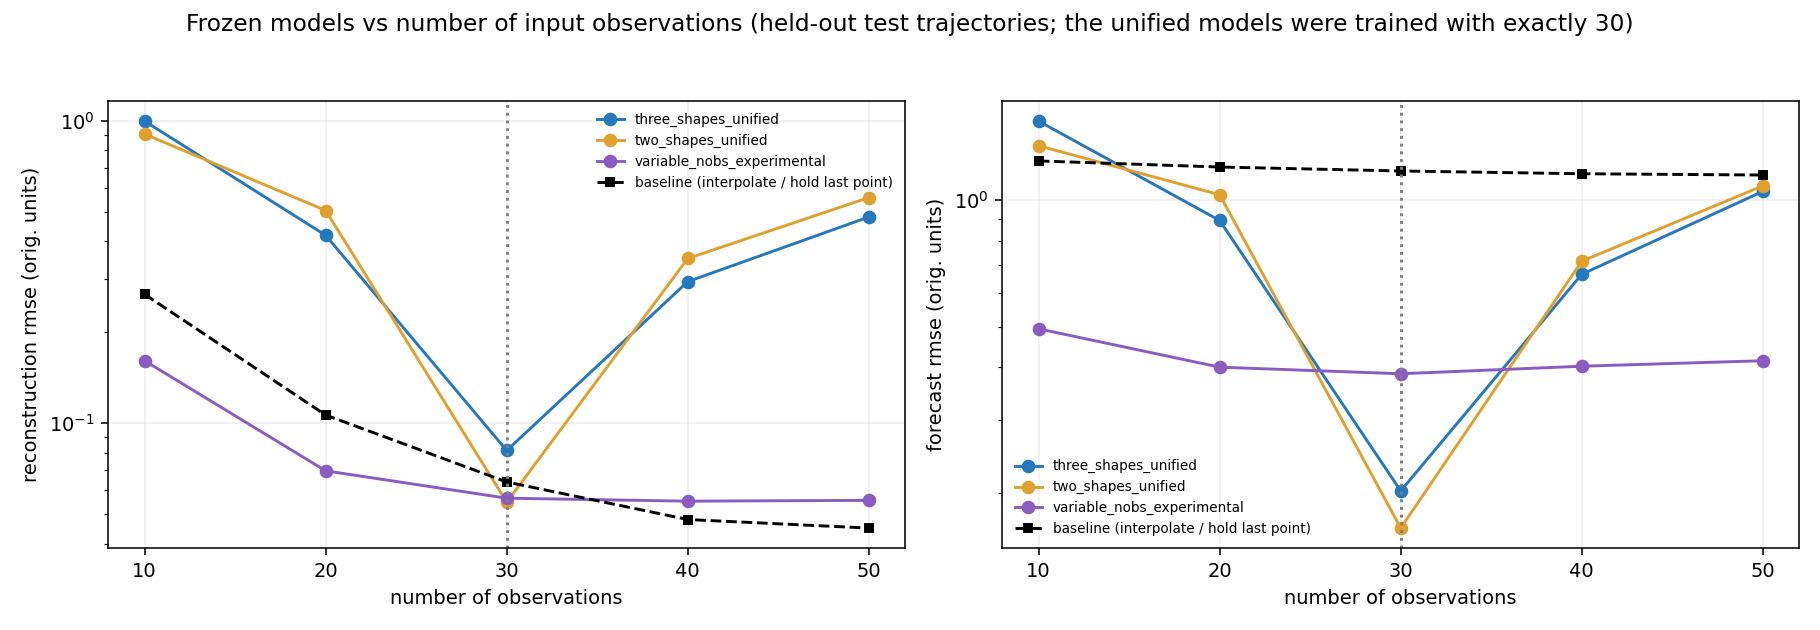 Frozen models vs number of input observations (held-out test trajectories; the unified models were trained with exactly 30)
reconstruction rmse (orig. units)
10⁰
10⁻¹
three_shapes_unified
two_shapes_unified
variable_nobs_experimental
baseline (interpolate / hold last point)
10
20
30
40
50
number of observations
forecast rmse (orig. units)
10⁰
three_shapes_unified
two_shapes_unified
variable_nobs_experimental
baseline (interpolate / hold last point)
10
20
30
40
50
number of observations